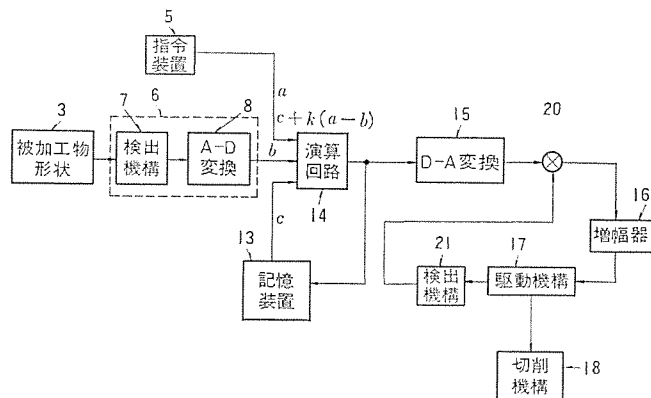 5
指令
装置
a
6
7
8
c+k(a−b)
3
被加工物
形状
検出
機構
A-D
変換
b
演算
回路
14
15
D-A変換
20
16
増幅器
c
13
記憶
装置
21
検出
機構
17
駆動機構
切削
機構
18